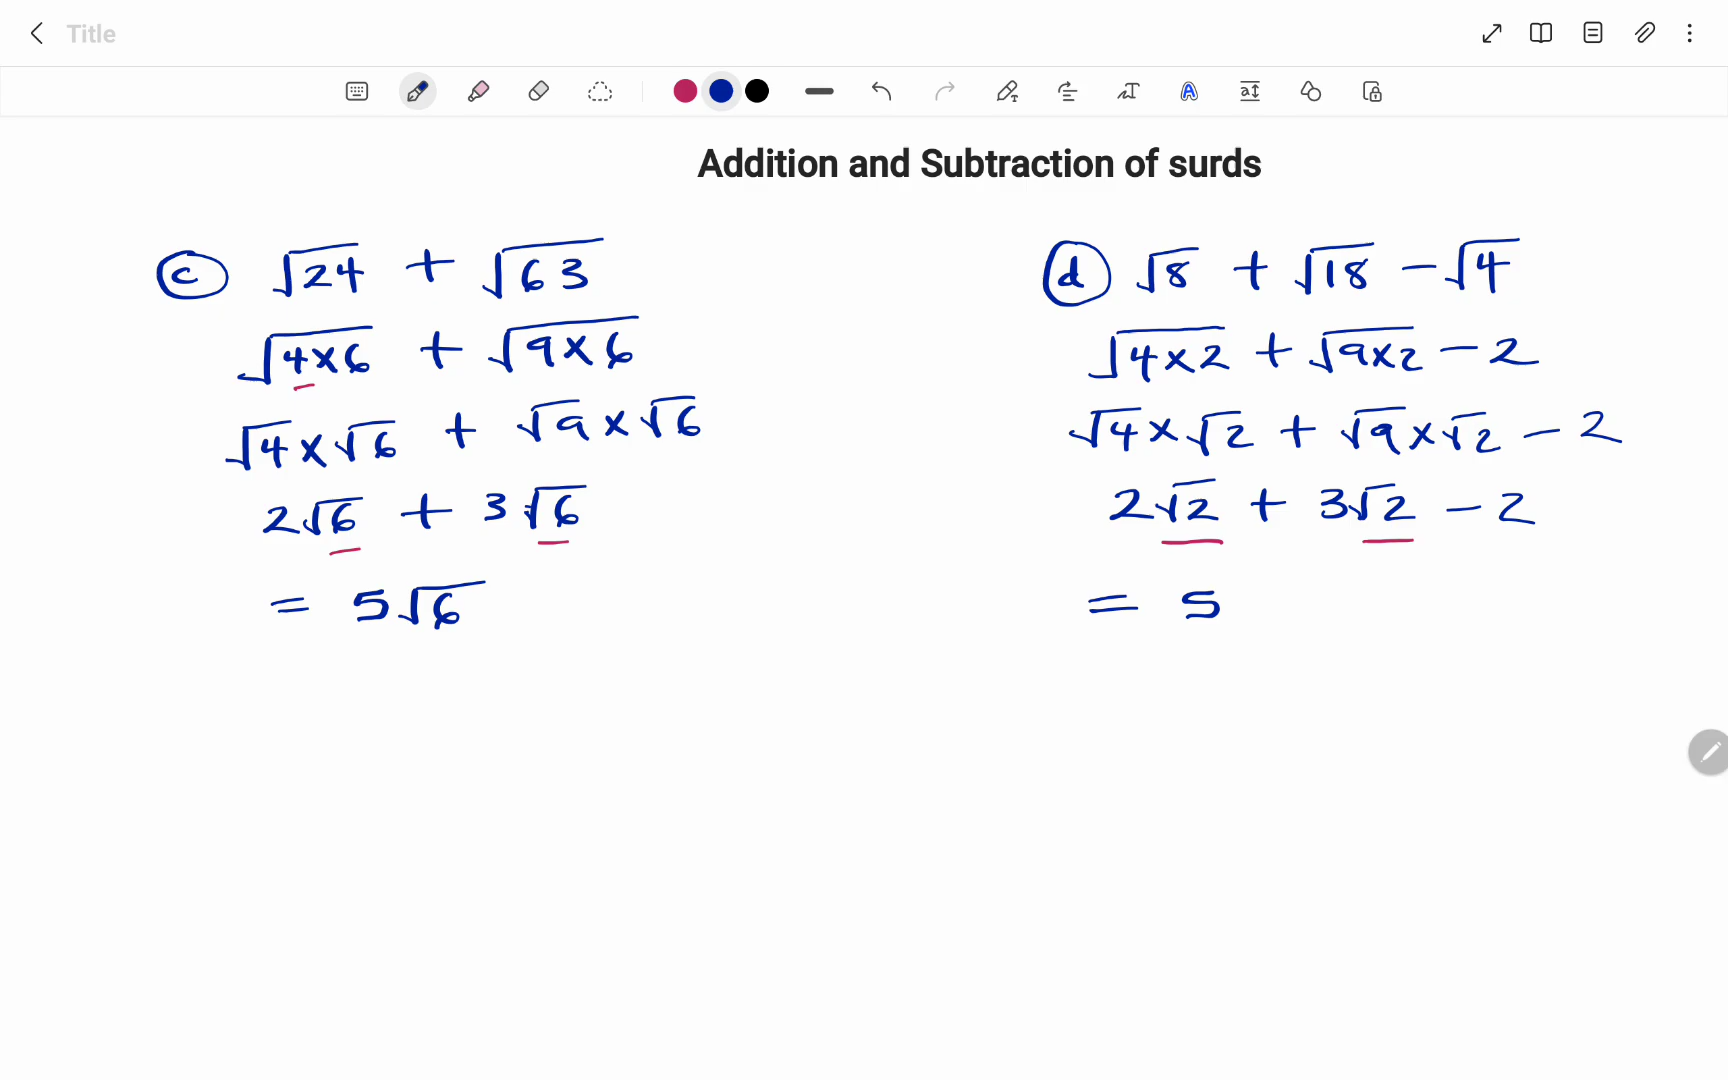 Title
Addition and Subtraction of surds
ⓒ √24 + √63
√4×6 + √9×6
√4×√6 + √9×√6
2√6 + 3√6
= 5√6
ⓓ √8 + √18 - √4
√4×2 + √9×2 - 2
√4×√2 + √9×√2 - 2
2√2 + 3√2 - 2
= 5